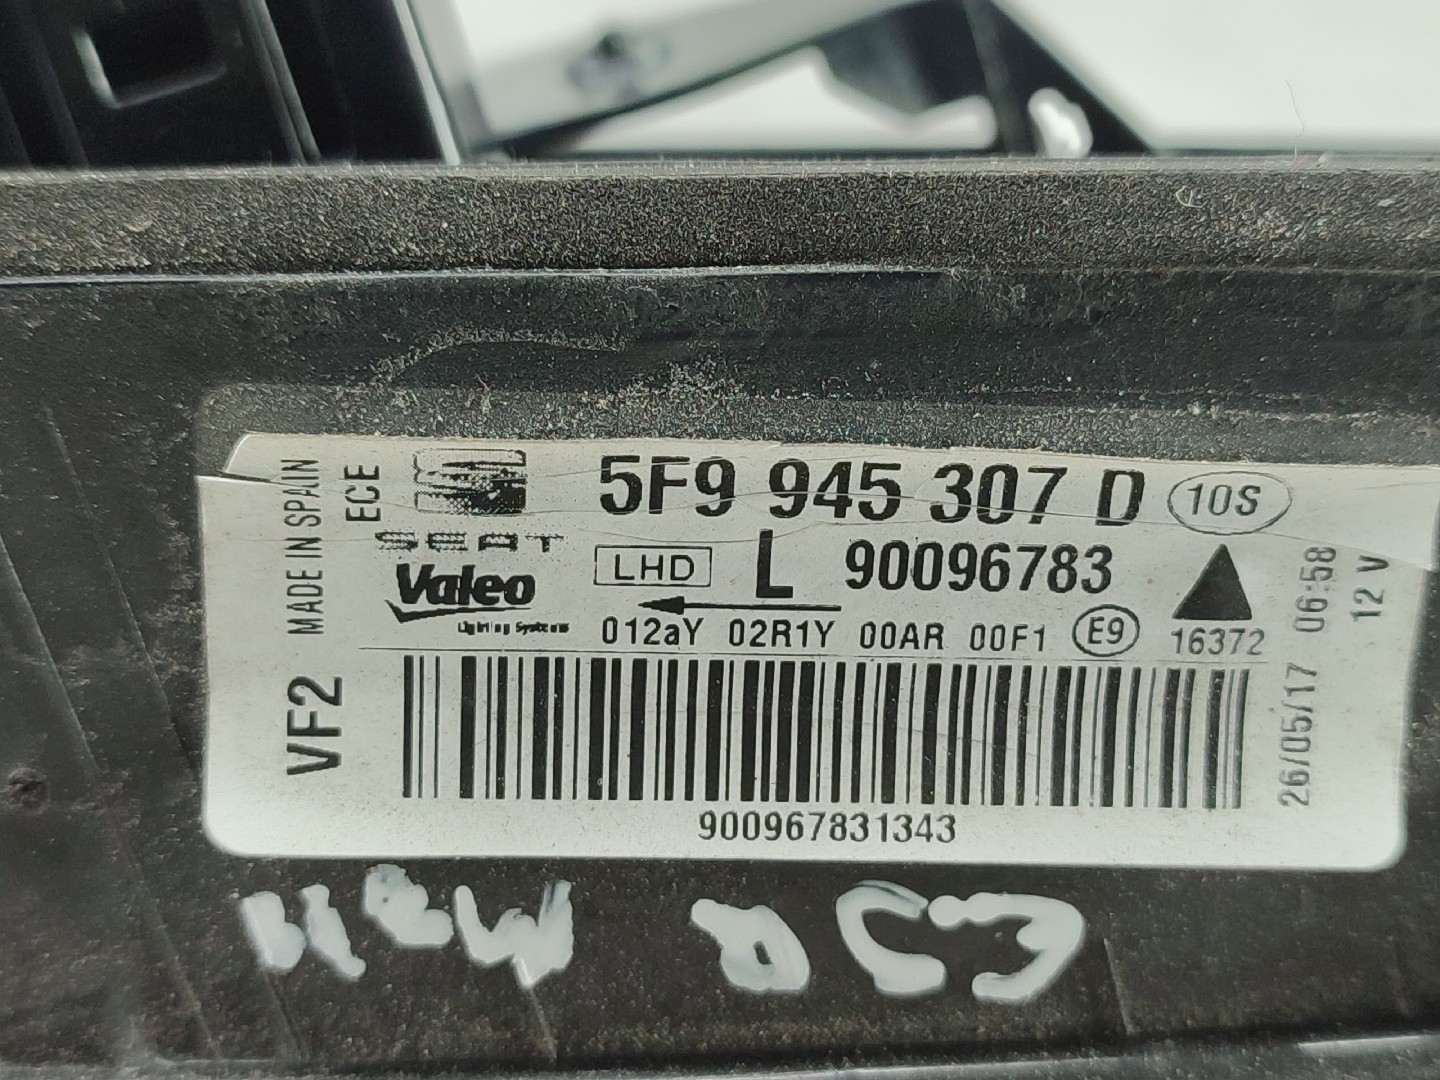 5F9 945 307 D 10S
SEAT
LHD L 90096783
Valeo
Lighting Systems
012aY 02R1Y 00AR 00F1 E9 16372
900967831343
ECE
MADE IN SPAIN
VF2
26/05/17 06:58
12 V